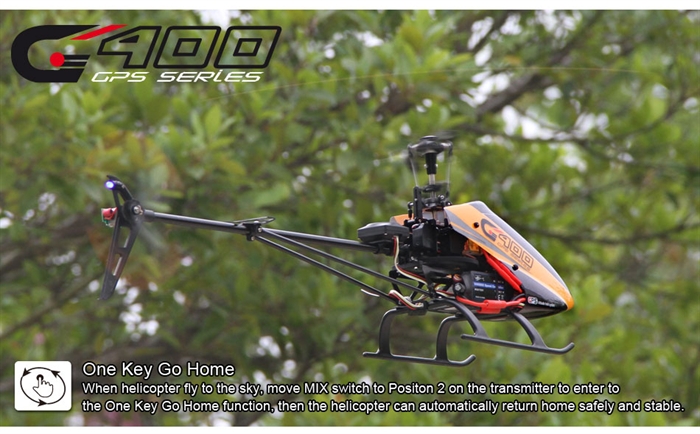 G400
GPS SERIES
G400
One Key Go Home
When helicopter fly to the sky, move MIX switch to Positon 2 on the transmitter to enter to
the One Key Go Home function, then the helicopter can automatically return home safely and stable.